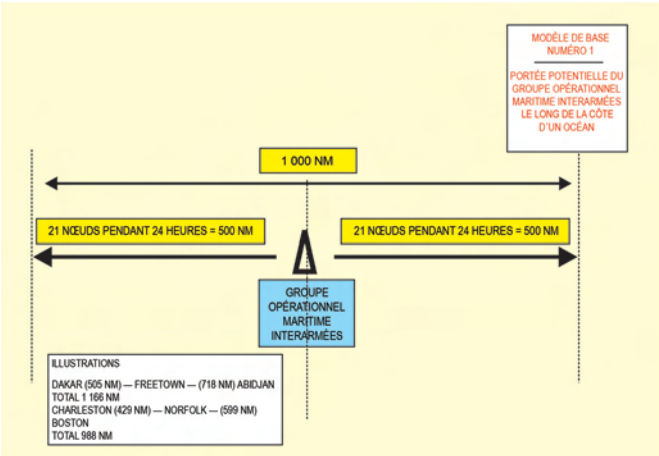 MODÈLE DE BASE
NUMÉRO 1
PORTÉE POTENTIELLE DU
GROUPE OPÉRATIONNEL
MARITIME INTERARMÉES
LE LONG DE LA CÔTE
D'UN OCÉAN
1 000 NM
21 NŒUDS PENDANT 24 HEURES = 500 NM
21 NŒUDS PENDANT 24 HEURES = 500 NM
GROUPE
OPÉRATIONNEL
MARITIME
INTERARMÉES
ILLUSTRATIONS
DAKAR (505 NM) — FREETOWN — (718 NM) ABIDJAN
TOTAL 1 166 NM
CHARLESTON (429 NM) — NORFOLK — (599 NM)
BOSTON
TOTAL 988 NM